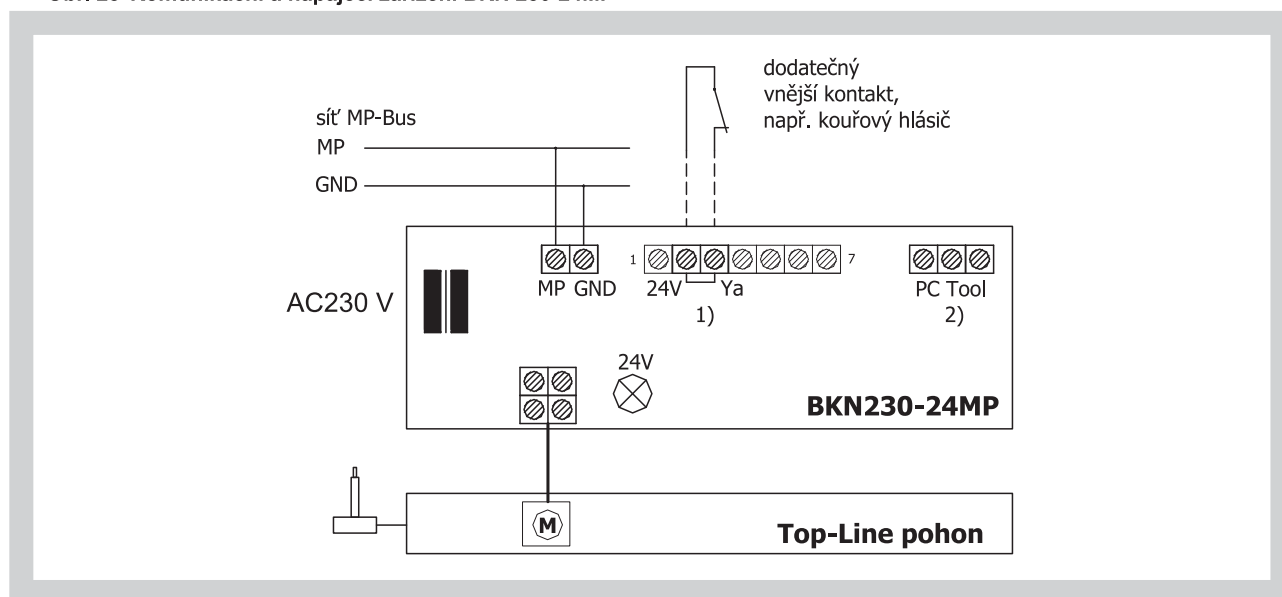 dodatečný
vnější kontakt,
např. kouřový hlásič
síť MP-Bus
MP
GND
1 7
MP GND 24V Ya PC Tool
1) 2)
AC230 V
24V
BKN230-24MP
M
Top-Line pohon